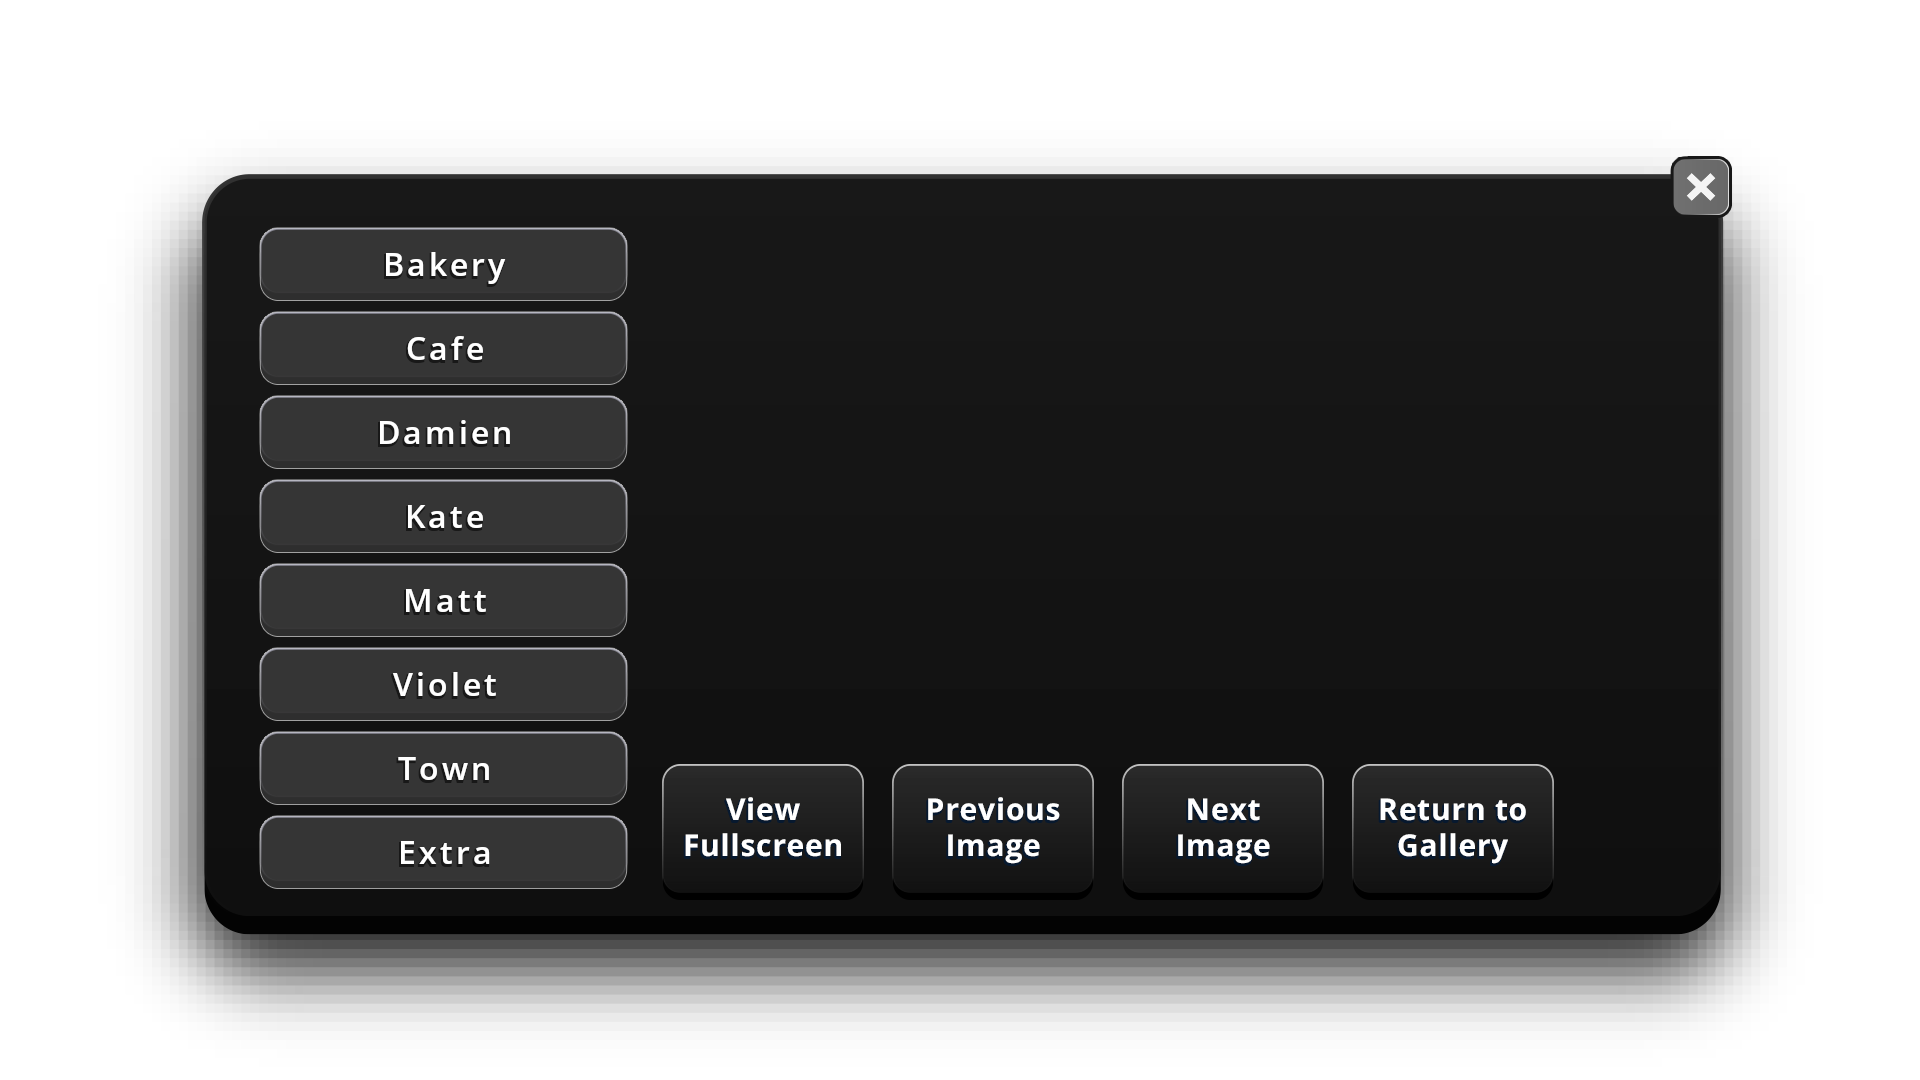 Bakery
Cafe
Damien
Kate
Matt
Violet
Town
Extra
View
Fullscreen
Previous
Image
Next
Image
Return to
Gallery